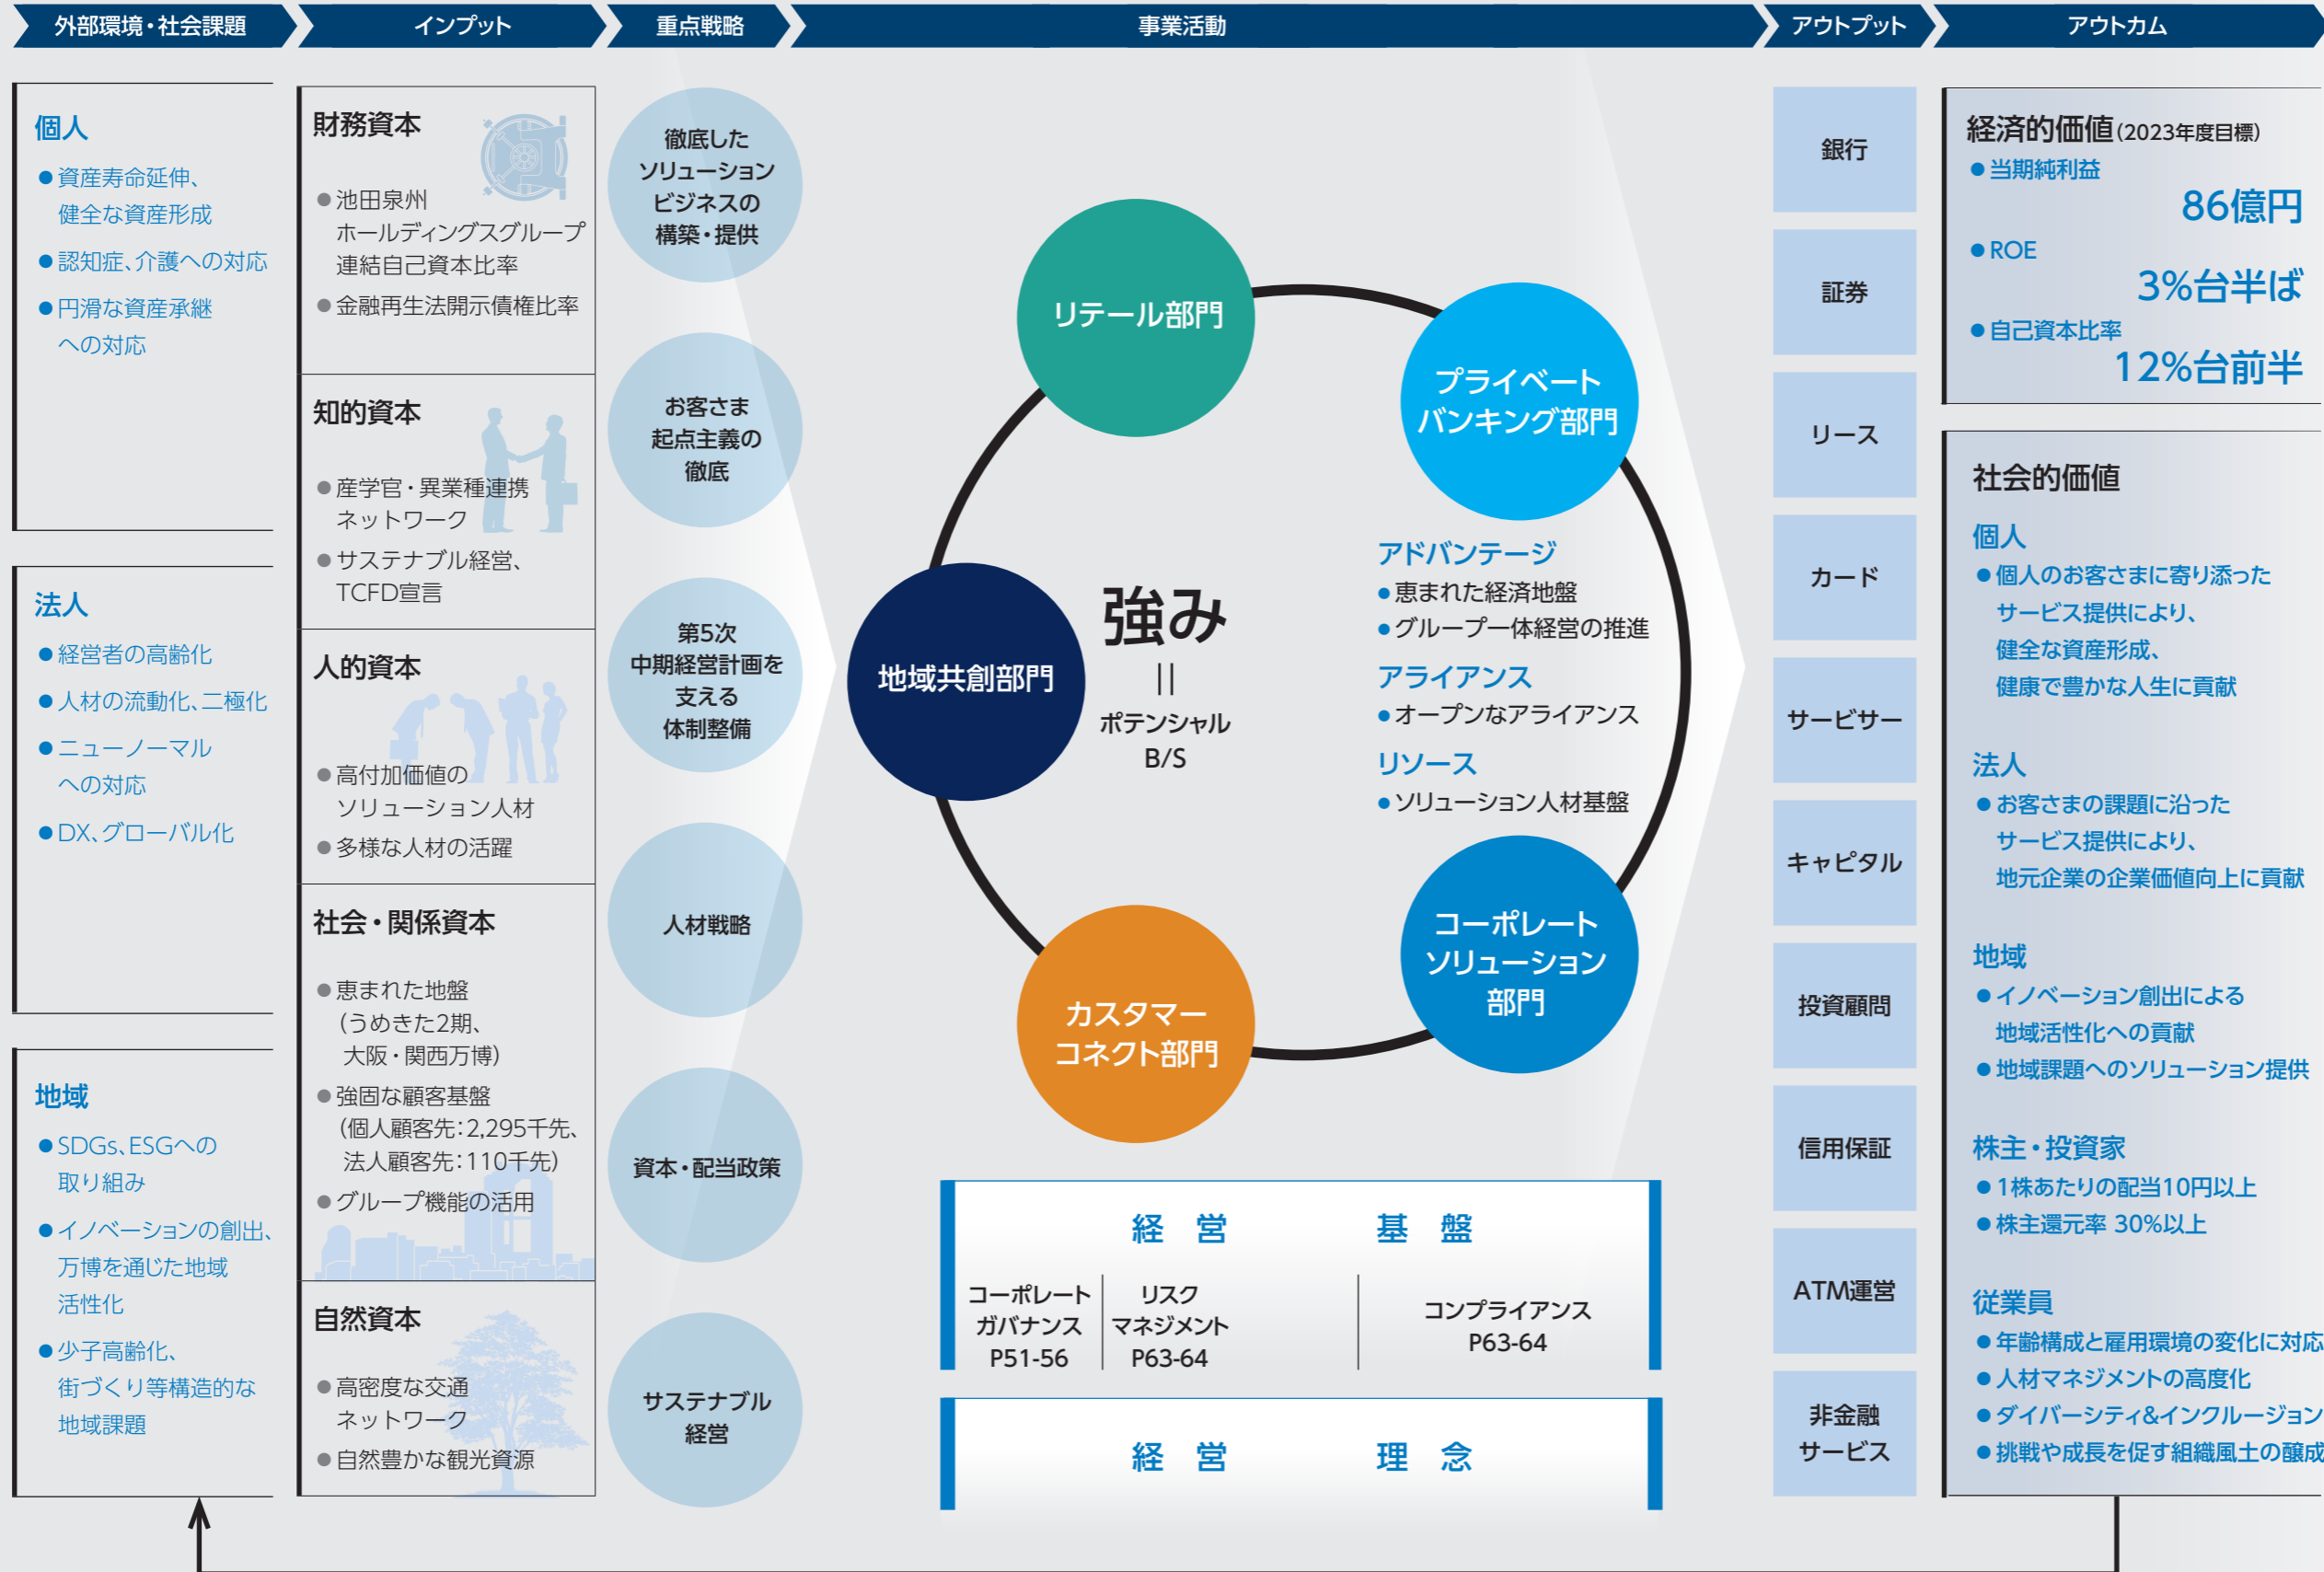 外部環境・社会課題
インプット
重点戦略
事業活動
アウトプット
アウトカム
個人
●資産寿命延伸、
健全な資産形成
●認知症、介護への対応
●円滑な資産承継
への対応
法人
●経営者の高齢化
●人材の流動化、二極化
●ニューノーマル
への対応
●DX、グローバル化
地域
●SDGs、ESGへの
取り組み
●イノベーションの創出、
万博を通じた地域
活性化
●少子高齢化、
街づくり等構造的な
地域課題
財務資本
●池田泉州
ホールディングスグループ
連結自己資本比率
●金融再生法開示債権比率
知的資本
●産学官・異業種連携
ネットワーク
●サステナブル経営、
TCFD宣言
人的資本
●高付加価値の
ソリューション人材
●多様な人材の活躍
社会・関係資本
●恵まれた地盤
(うめきた2期、
大阪・関西万博)
●強固な顧客基盤
(個人顧客先:2,295千先、
法人顧客先:110千先)
●グループ機能の活用
自然資本
●高密度な交通
ネットワーク
●自然豊かな観光資源
徹底した
ソリューション
ビジネスの
構築・提供
お客さま
起点主義の
徹底
第5次
中期経営計画を
支える
体制整備
人材戦略
資本・配当政策
サステナブル
経営
リテール部門
プライベート
バンキング部門
地域共創部門
強み
||
ポテンシャル
B/S
アドバンテージ
●恵まれた経済地盤
●グループ一体経営の推進
アライアンス
●オープンなアライアンス
リソース
●ソリューション人材基盤
コーポレート
ソリューション
部門
カスタマー
コネクト部門
経 営 基 盤
コーポレート
ガバナンス
P51-56
リスク
マネジメント
P63-64
コンプライアンス
P63-64
経 営 理 念
銀行
証券
リース
カード
サービサー
キャピタル
投資顧問
信用保証
ATM運営
非金融
サービス
経済的価値(2023年度目標)
●当期純利益
86億円
●ROE
3%台半ば
●自己資本比率
12%台前半
社会的価値
個人
●個人のお客さまに寄り添った
サービス提供により、
健全な資産形成、
健康で豊かな人生に貢献
法人
●お客さまの課題に沿った
サービス提供により、
地元企業の企業価値向上に貢献
地域
●イノベーション創出による
地域活性化への貢献
●地域課題へのソリューション提供
株主・投資家
●1株あたりの配当10円以上
●株主還元率 30%以上
従業員
●年齢構成と雇用環境の変化に対応
●人材マネジメントの高度化
●ダイバーシティ&インクルージョン
●挑戦や成長を促す組織風土の醸成